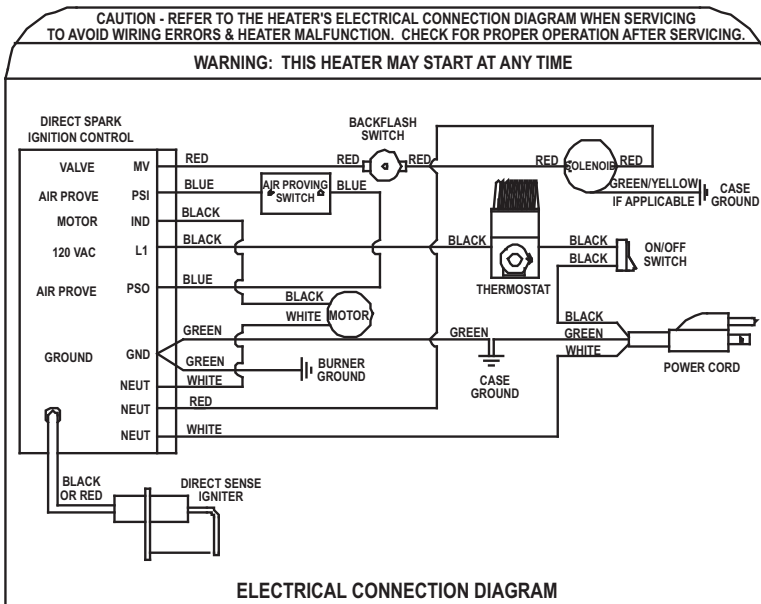 CAUTION - REFER TO THE HEATER'S ELECTRICAL CONNECTION DIAGRAM WHEN SERVICING
TO AVOID WIRING ERRORS & HEATER MALFUNCTION. CHECK FOR PROPER OPERATION AFTER SERVICING.
WARNING: THIS HEATER MAY START AT ANY TIME
DIRECT SPARK
IGNITION CONTROL
BACKFLASH
SWITCH
VALVE MV RED RED RED RED SOLENOID RED
AIR PROVE PSI BLUE AIR PROVING
SWITCH
BLUE
GREEN/YELLOW
IF APPLICABLE
CASE
GROUND
MOTOR IND BLACK
120 VAC L1 BLACK BLACK BLACK
BLACK
ON/OFF
SWITCH
THERMOSTAT
AIR PROVE PSO BLUE
BLACK
WHITE
MOTOR
BLACK
GREEN
WHITE
POWER CORD
GROUND GND GREEN GREEN
GREEN
BURNER
GROUND
CASE
GROUND
NEUT WHITE
NEUT RED
NEUT WHITE
BLACK
OR RED
DIRECT SENSE
IGNITER
ELECTRICAL CONNECTION DIAGRAM